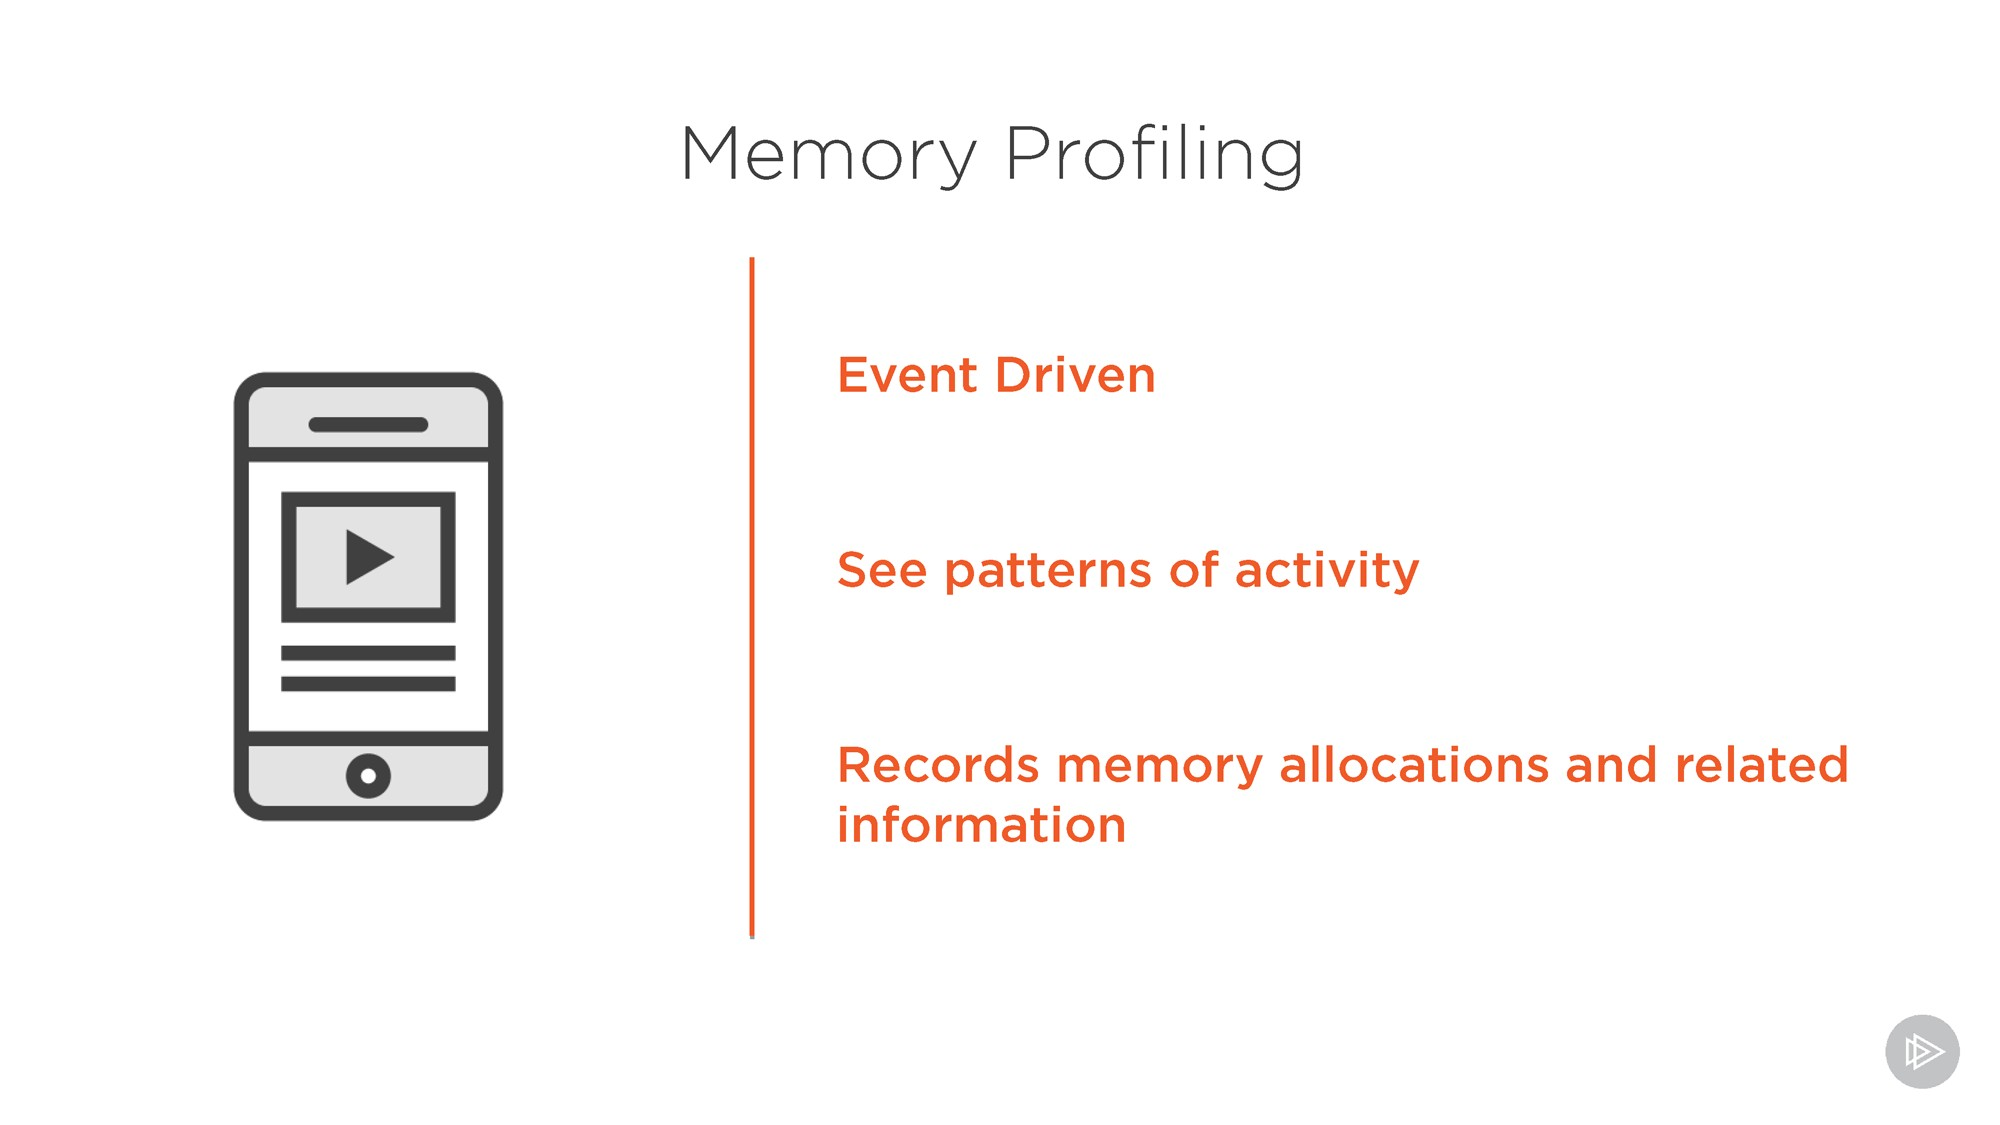 Memory Profiling
Event Driven
See patterns of activity
Records memory allocations and related
information